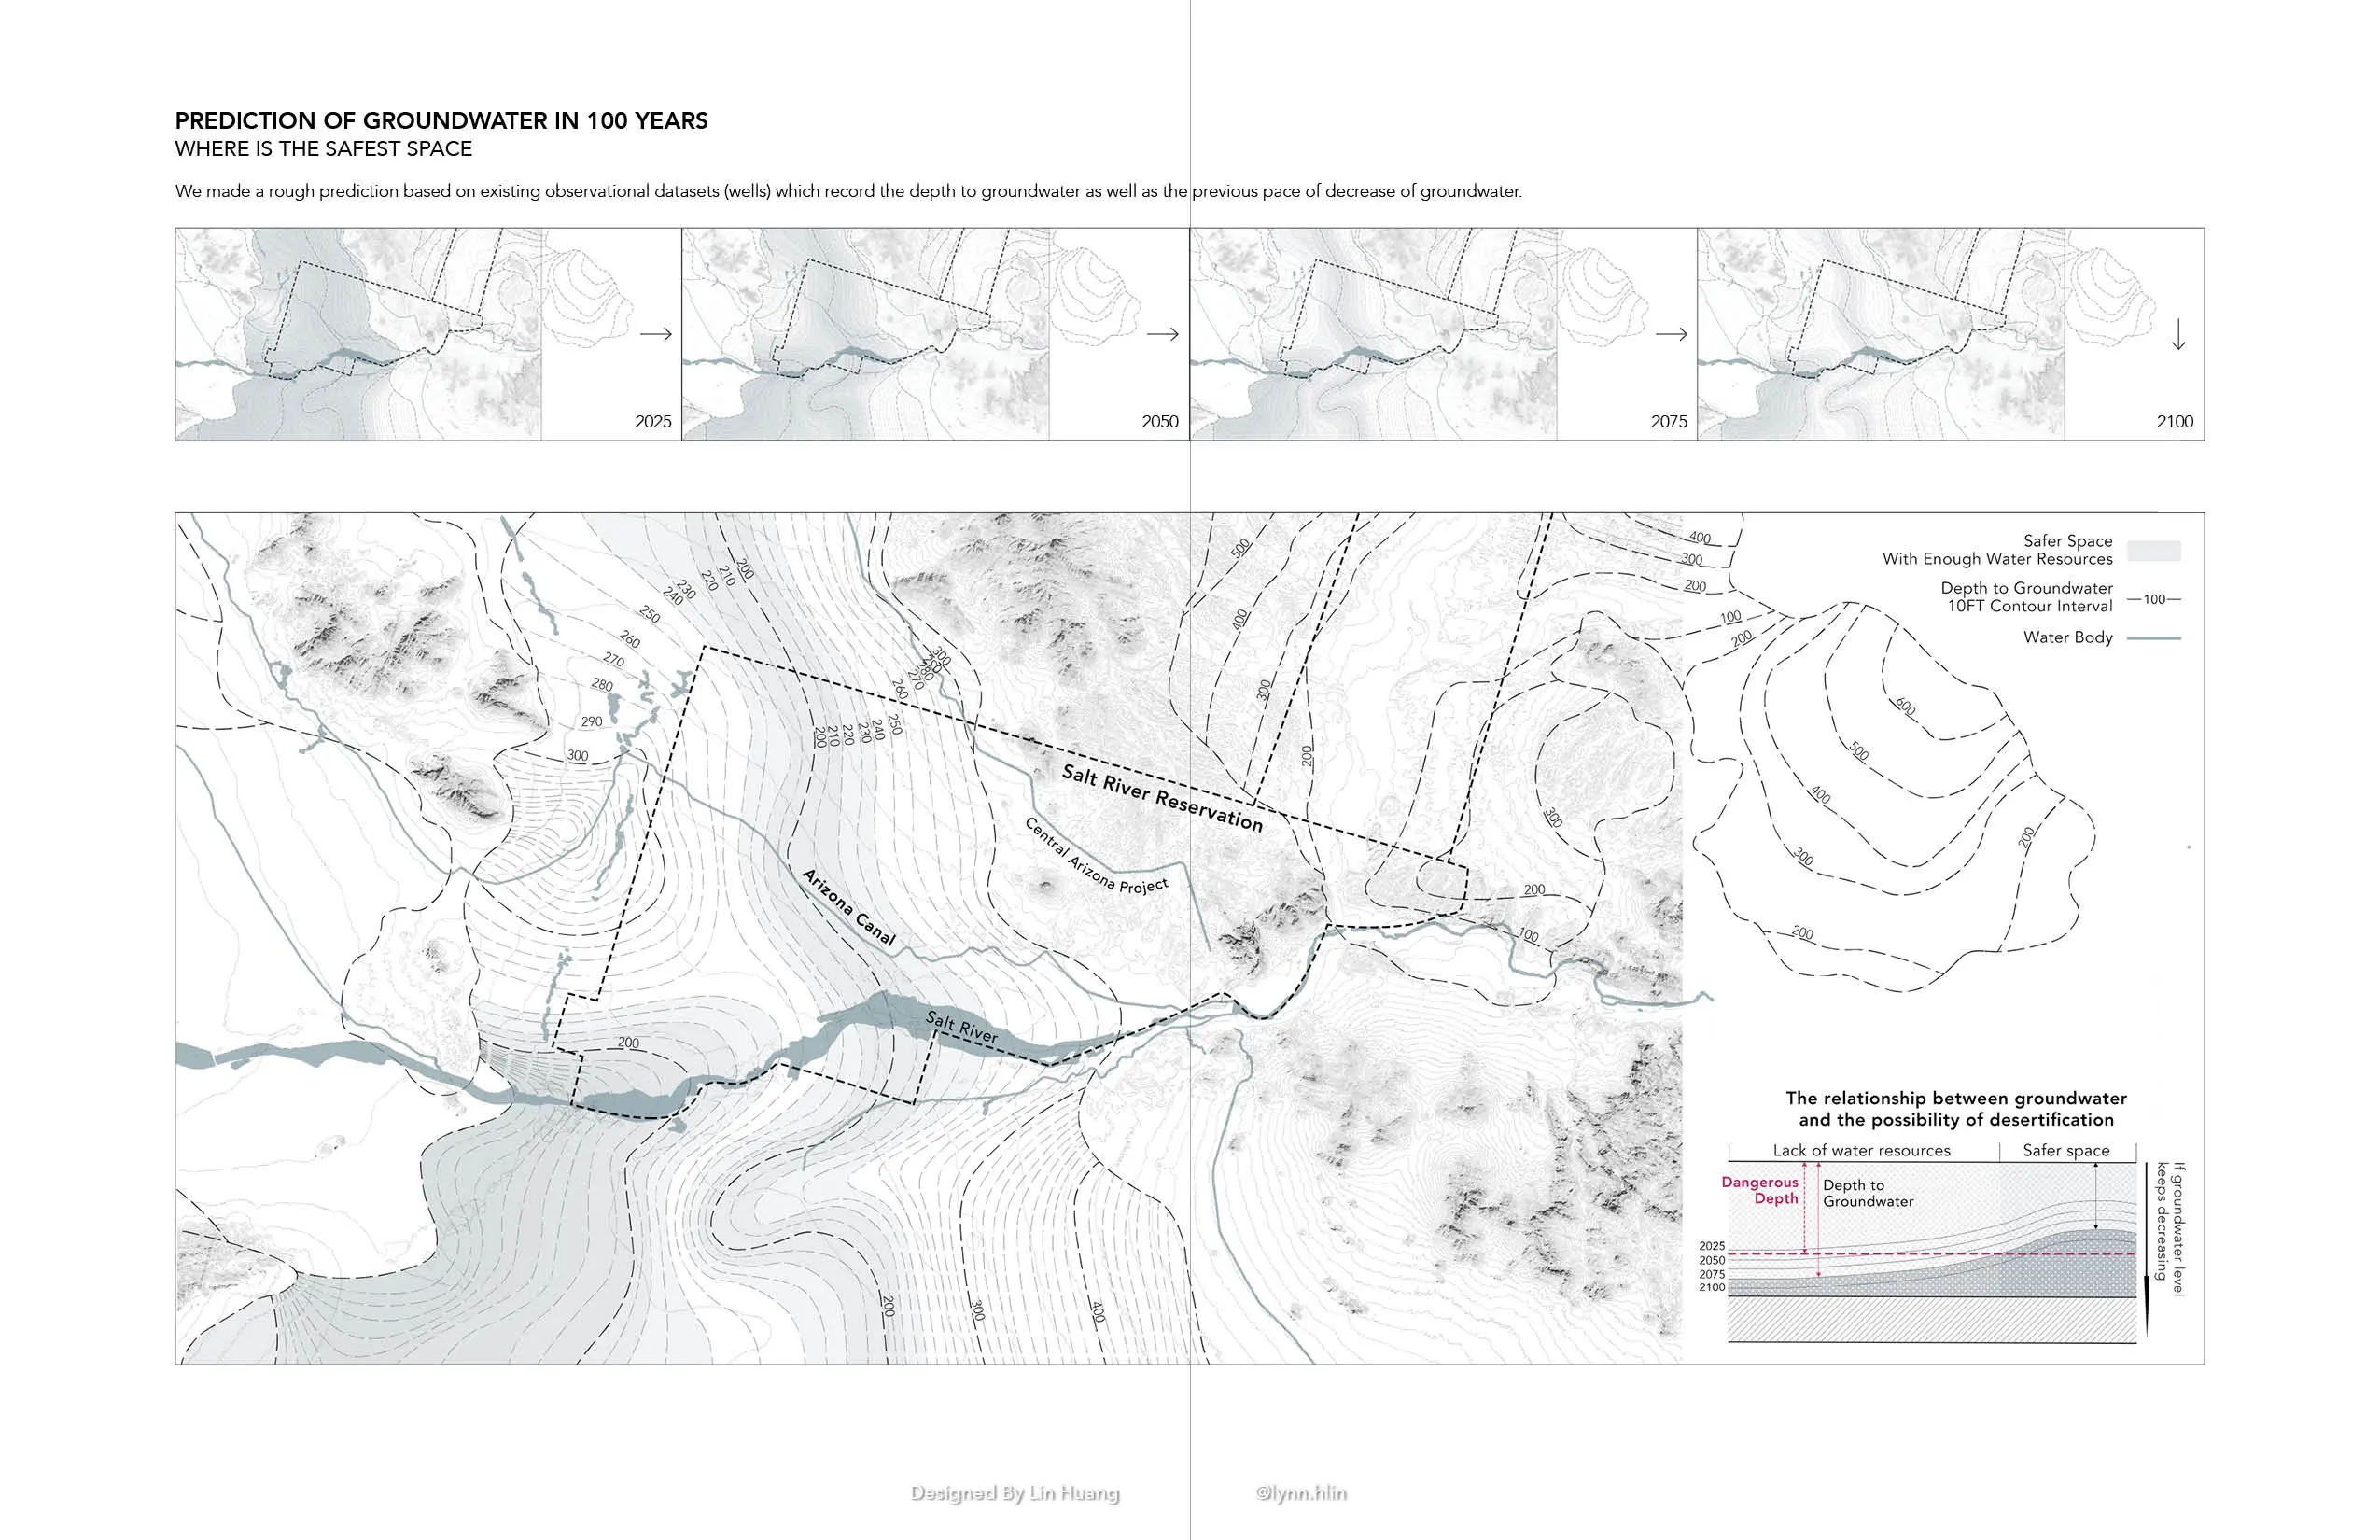 PREDICTION OF GROUNDWATER IN 100 YEARS
WHERE IS THE SAFEST SPACE
We made a rough prediction based on existing observational datasets (wells) which record the depth to groundwater as well as the previous pace of decrease of groundwater.
2025
2050
2075
2100
Safer Space
With Enough Water Resources
Depth to Groundwater
10FT Contour Interval
100
Water Body
200
210
220
230
240
250
260
270
280
290
300
300
290
280
270
260
250
240
230
220
210
200
500
400
300
200
400
300
200
100
200
600
500
400
300
200
200
300
200
100
Salt River Reservation
Central Arizona Project
Arizona Canal
Salt River
200
200
300
400
The relationship between groundwater
and the possibility of desertification
Lack of water resources
Safer space
Dangerous
Depth
Depth to
Groundwater
2025
2050
2075
2100
If groundwater level
keeps decreasing
Designed By Lin Huang
@lynn.hlin